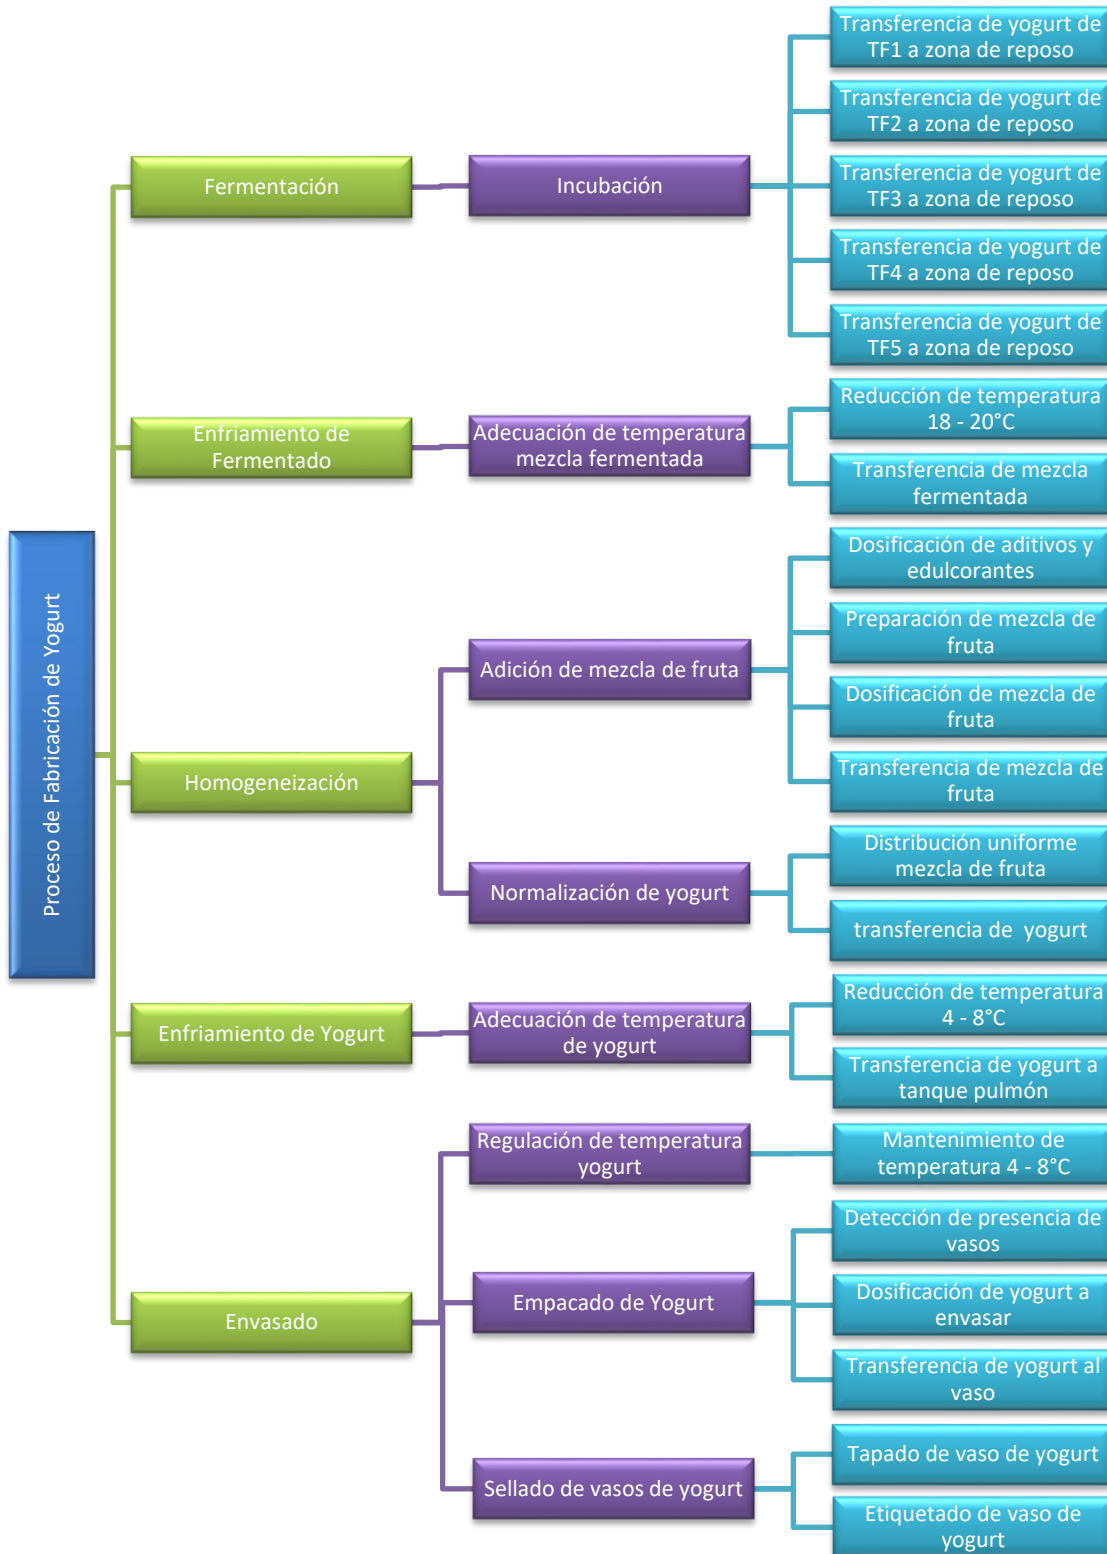 Proceso de Fabricación de Yogurt
Fermentación
Incubación
Transferencia de yogurt de
TF1 a zona de reposo
Transferencia de yogurt de
TF2 a zona de reposo
Transferencia de yogurt de
TF3 a zona de reposo
Transferencia de yogurt de
TF4 a zona de reposo
Transferencia de yogurt de
TF5 a zona de reposo
Enfriamiento de
Fermentado
Adecuación de temperatura
mezcla fermentada
Reducción de temperatura
18 - 20°C
Transferencia de mezcla
fermentada
Homogeneización
Adición de mezcla de fruta
Dosificación de aditivos y
edulcorantes
Preparación de mezcla de
fruta
Dosificación de mezcla de
fruta
Transferencia de mezcla de
fruta
Normalización de yogurt
Distribución uniforme
mezcla de fruta
transferencia de yogurt
Enfriamiento de Yogurt
Adecuación de temperatura
de yogurt
Reducción de temperatura
4 - 8°C
Transferencia de yogurt a
tanque pulmón
Envasado
Regulación de temperatura
yogurt
Mantenimiento de
temperatura 4 - 8°C
Empacado de Yogurt
Detección de presencia de
vasos
Dosificación de yogurt a
envasar
Transferencia de yogurt al
vaso
Sellado de vasos de yogurt
Tapado de vaso de yogurt
Etiquetado de vaso de
yogurt